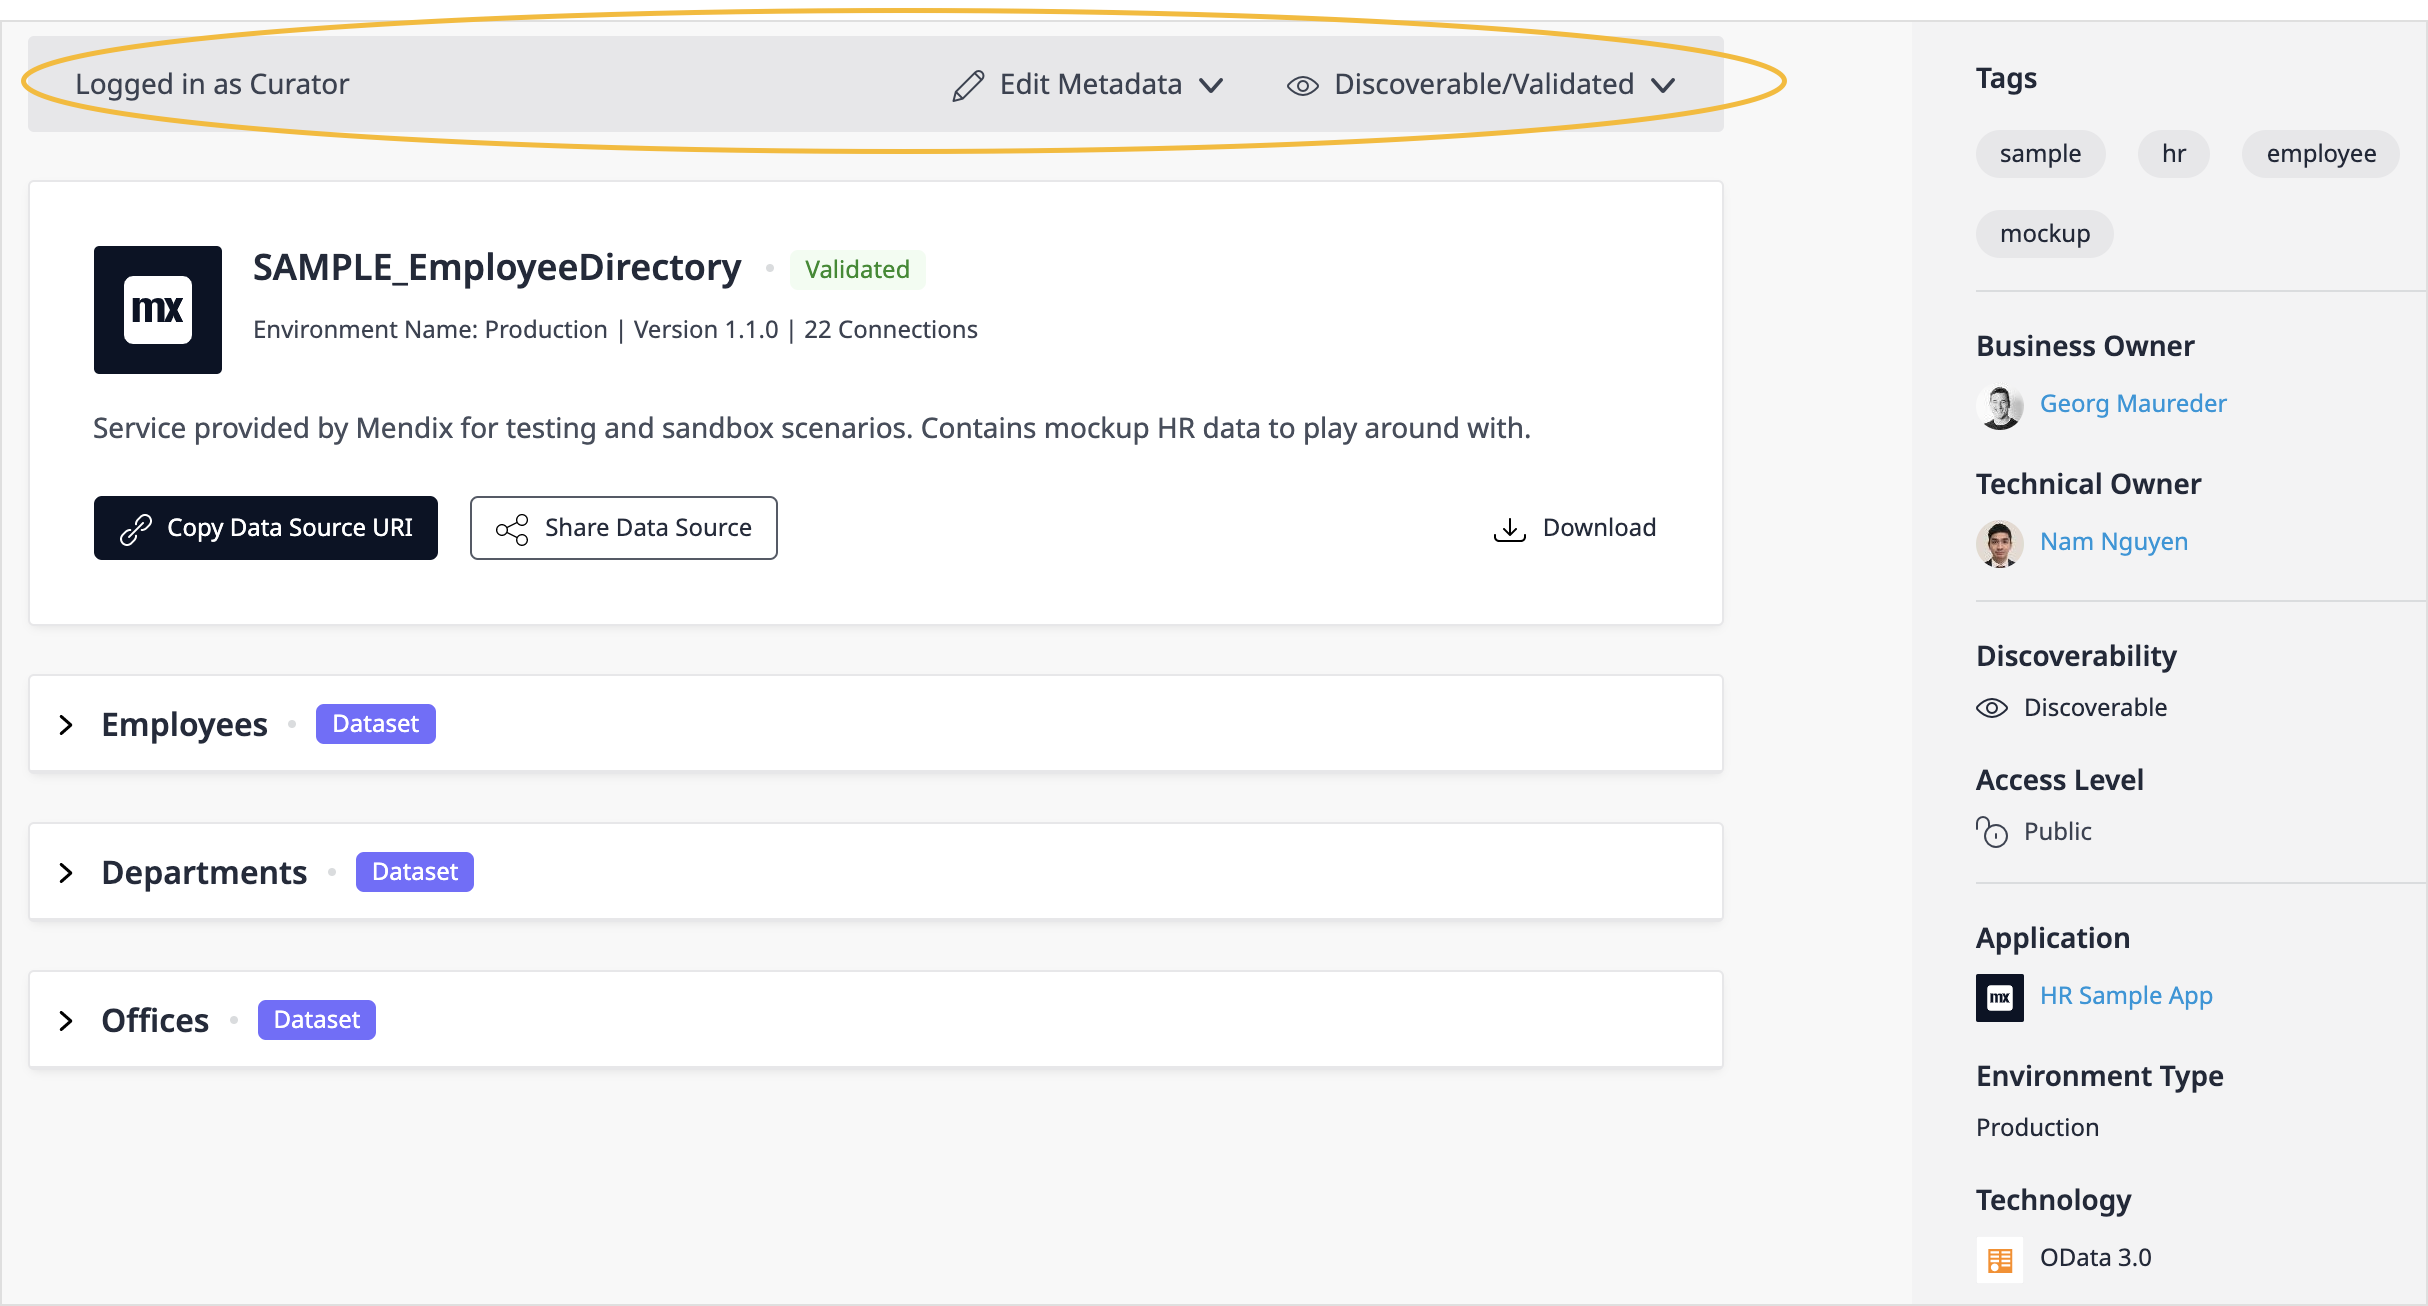 Logged in as Curator
Edit Metadata
Discoverable/Validated
mx
SAMPLE_EmployeeDirectory
Validated
Environment Name: Production | Version 1.1.0 | 22 Connections
Service provided by Mendix for testing and sandbox scenarios. Contains mockup HR data to play around with.
Copy Data Source URI
Share Data Source
Download
Employees
Dataset
Departments
Dataset
Offices
Dataset
Tags
sample
hr
employee
mockup
Business Owner
Georg Maureder
Technical Owner
Nam Nguyen
Discoverability
Discoverable
Access Level
Public
Application
mx
HR Sample App
Environment Type
Production
Technology
OData 3.0